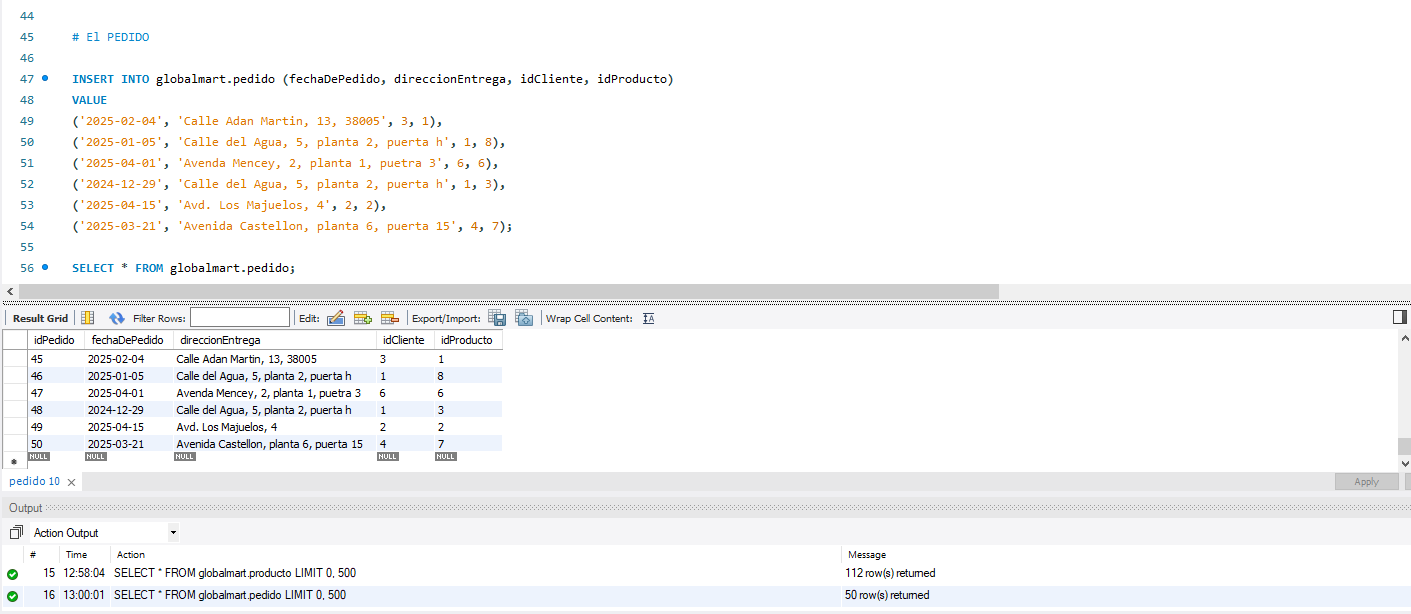 44
45 # El PEDIDO
46
47 INSERT INTO globalmart.pedido (fechaDePedido, direccionEntrega, idCliente, idProducto)
48 VALUE
49 ('2025-02-04', 'Calle Adan Martin, 13, 38005', 3, 1),
50 ('2025-01-05', 'Calle del Agua, 5, planta 2, puerta h', 1, 8),
51 ('2025-04-01', 'Avenda Mencey, 2, planta 1, puetra 3', 6, 6),
52 ('2024-12-29', 'Calle del Agua, 5, planta 2, puerta h', 1, 3),
53 ('2025-04-15', 'Avd. Los Majuelos, 4', 2, 2),
54 ('2025-03-21', 'Avenida Castellon, planta 6, puerta 15', 4, 7);
55
56 SELECT * FROM globalmart.pedido;
Result Grid Filter Rows: Edit: Export/Import: Wrap Cell Content:
idPedido fechaDePedido direccionEntrega idCliente idProducto
45 2025-02-04 Calle Adan Martin, 13, 38005 3 1
46 2025-01-05 Calle del Agua, 5, planta 2, puerta h 1 8
47 2025-04-01 Avenda Mencey, 2, planta 1, puetra 3 6 6
48 2024-12-29 Calle del Agua, 5, planta 2, puerta h 1 3
49 2025-04-15 Avd. Los Majuelos, 4 2 2
50 2025-03-21 Avenida Castellon, planta 6, puerta 15 4 7
NULL NULL NULL NULL NULL
pedido 10 Apply
Output
Action Output
# Time Action Message
15 12:58:04 SELECT * FROM globalmart.producto LIMIT 0, 500 112 row(s) returned
16 13:00:01 SELECT * FROM globalmart.pedido LIMIT 0, 500 50 row(s) returned